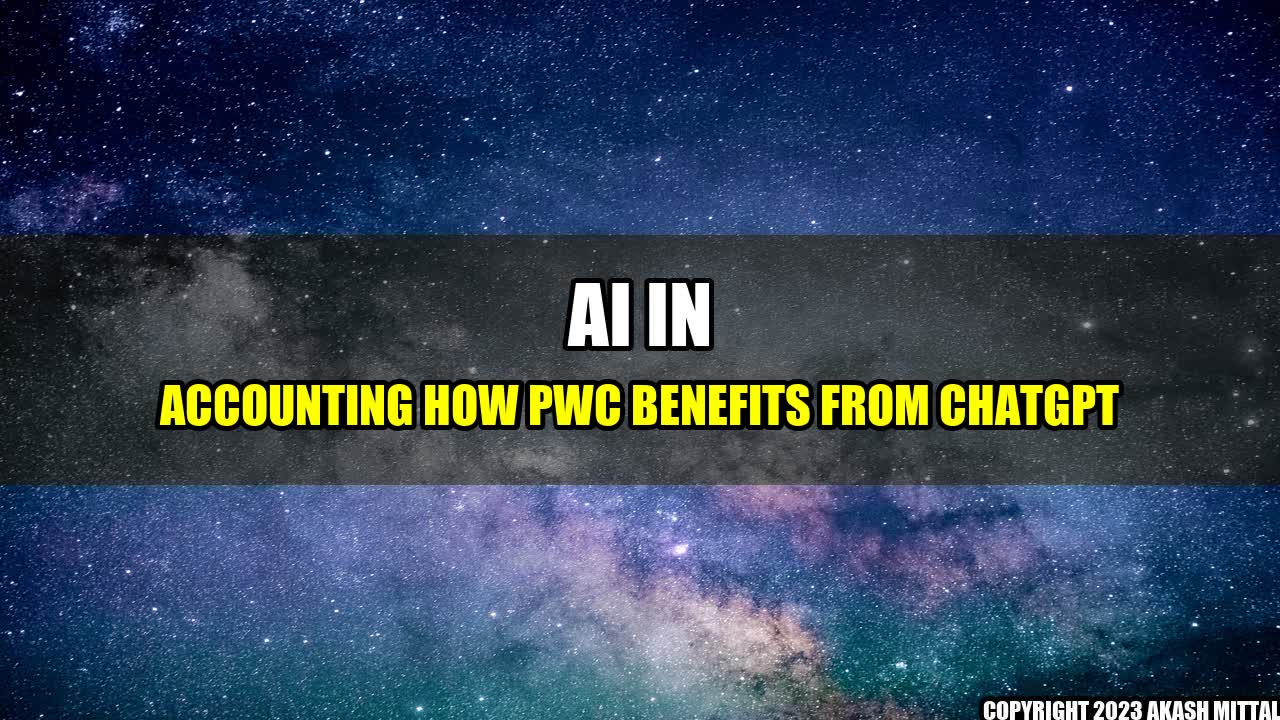 AI IN
ACCOUNTING HOW PWC BENEFITS FROM CHATGPT
COPYRIGHT 2023 AKASH MITTAL